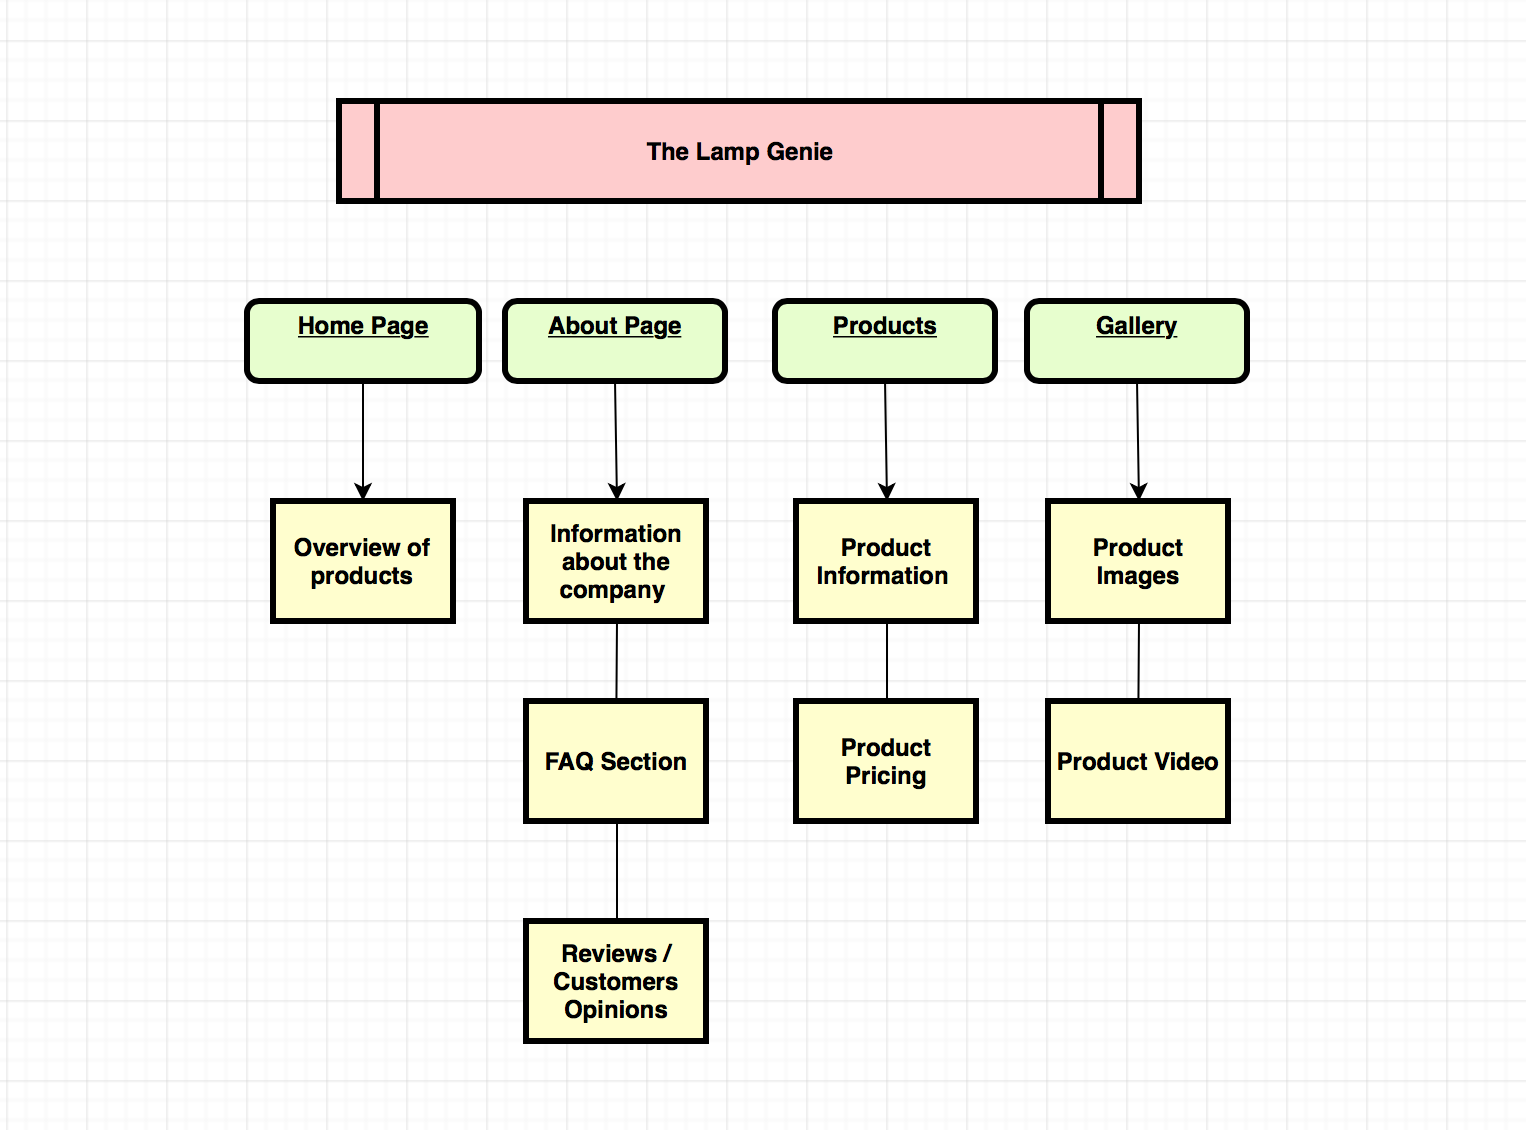 The Lamp Genie
Home Page
About Page
Products
Gallery
Overview of
products
Information
about the
company
Product
Information
Product
Images
FAQ Section
Product
Pricing
Product Video
Reviews /
Customers
Opinions